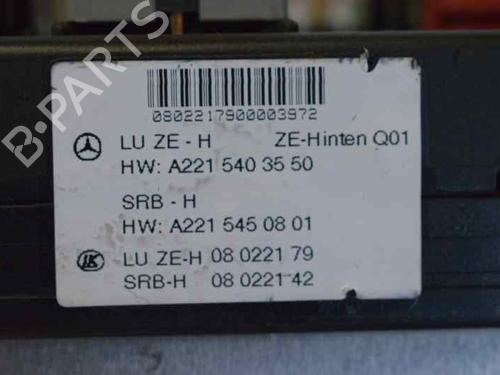 0802217900003972
LU ZE - H ZE-Hinten Q01
HW: A221 540 35 50
SRB - H
HW: A221 545 08 01
LK LU ZE-H 08 0221 79
SRB-H 08 0221 42
B-PARTS